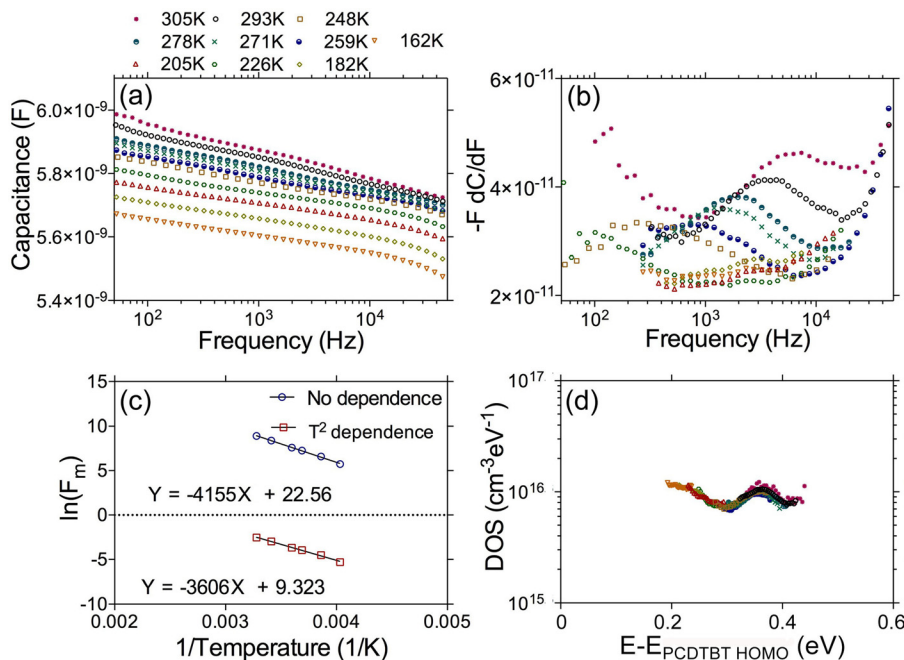 305K 293K 248K
278K 271K 259K 162K
205K 226K 182K
(a)
6.0×10⁻⁹
5.8×10⁻⁹
5.6×10⁻⁹
5.4×10⁻⁹
Capacitance (F)
10² 10³ 10⁴
Frequency (Hz)
(b)
6×10⁻¹¹
4×10⁻¹¹
2×10⁻¹¹
-F dC/dF
10² 10³ 10⁴
Frequency (Hz)
(c)
15
10
5
0
-5
-10
ln(Fₘ)
No dependence
T² dependence
Y = -4155X + 22.56
Y = -3606X + 9.323
0.002 0.003 0.004 0.005
1/Temperature (1/K)
(d)
10¹⁷
10¹⁶
10¹⁵
DOS (cm⁻³eV⁻¹)
0 0.2 0.4 0.6
E-E_PCDTBT HOMO (eV)